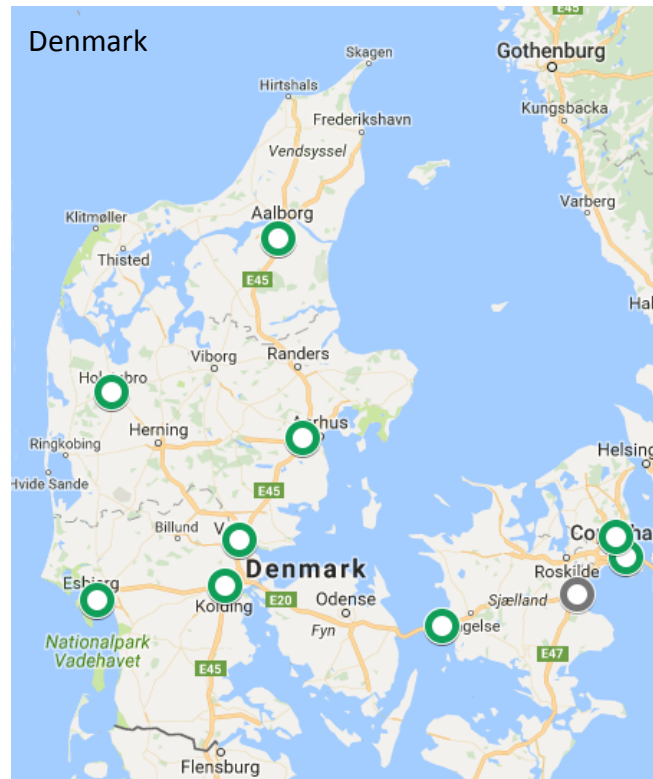 Denmark
Skagen
Gothenburg
Hirtshals
Kungsbacka
Frederikshavn
Vendsyssel
Klitmøller
Aalborg
Varberg
Thisted
E45
Viborg
Randers
Herning
Ringkobing
Helsing
Hvide Sande
E45
Billund
Denmark
Roskilde
Esbjerg
Kolding
E20
Odense
Sjælland
Fyn
Nationalpark
Vadehavet
E45
E47
Flensburg